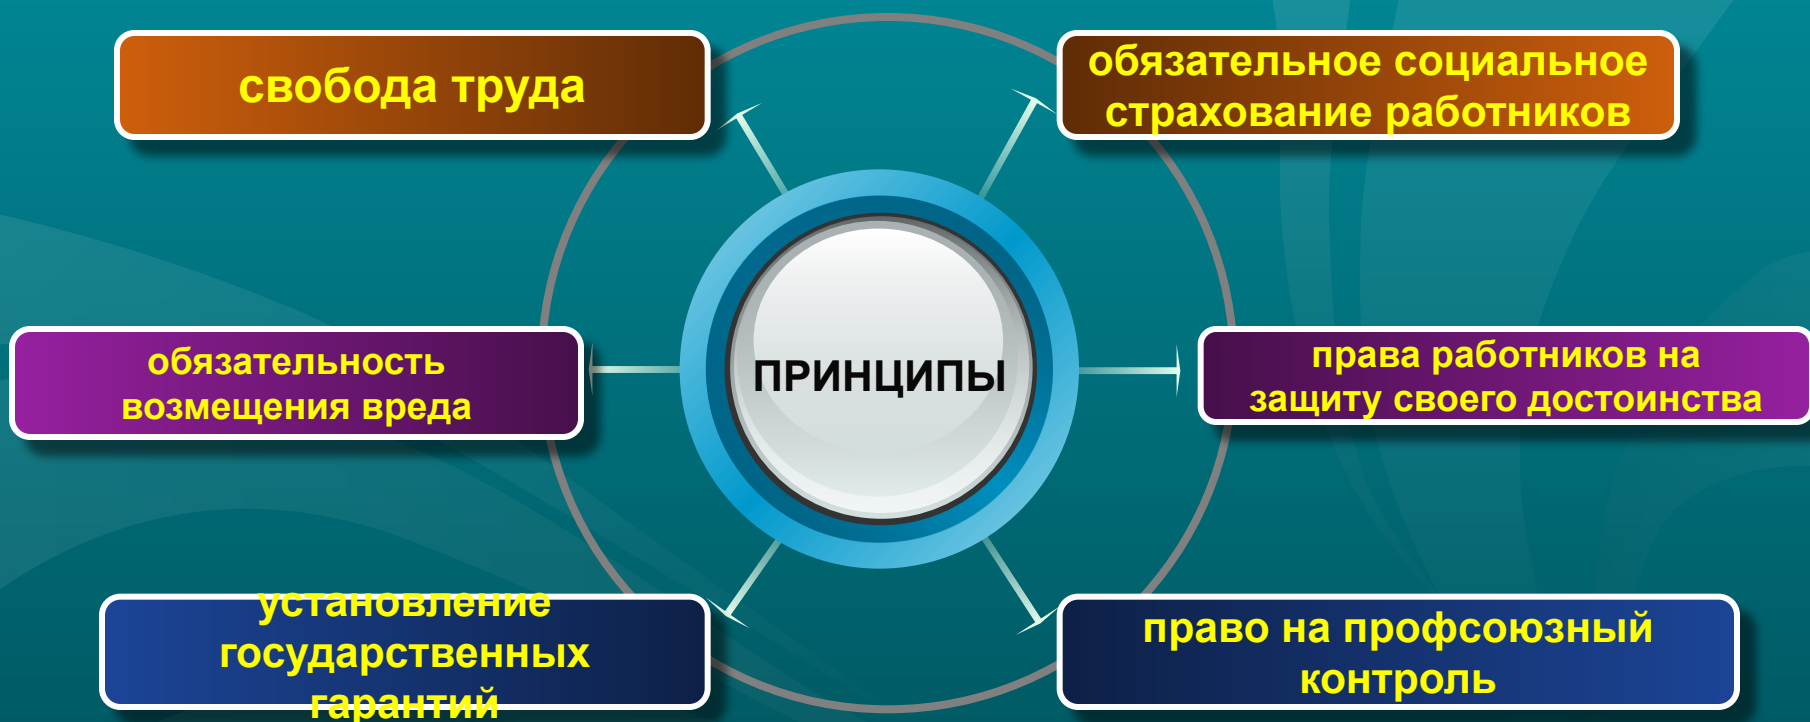 свобода труда
обязательное социальное
страхование работников
обязательность
возмещения вреда
ПРИНЦИПЫ
права работников на
защиту своего достоинства
установление
государственных
гарантий
право на профсоюзный
контроль